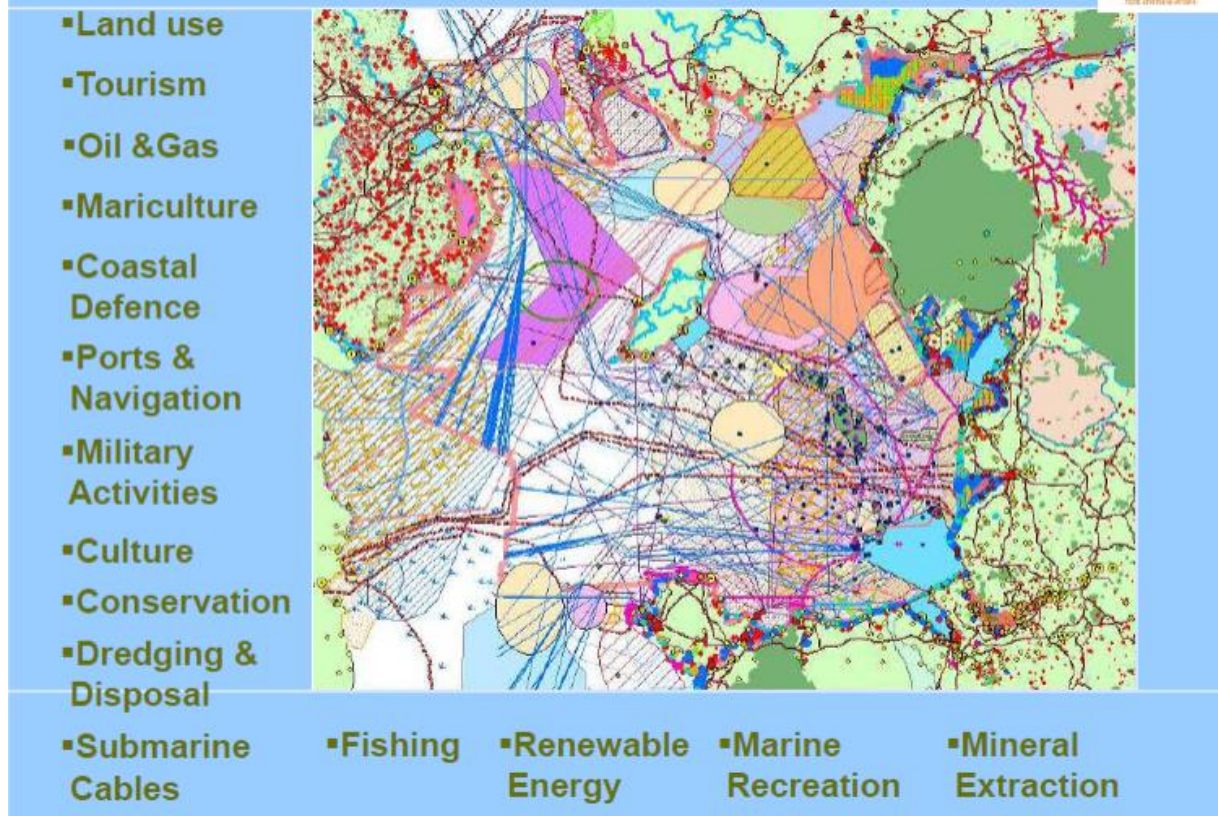 ▪Land use
▪Tourism
▪Oil &Gas
▪Mariculture
▪Coastal
Defence
▪Ports &
Navigation
▪Military
Activities
▪Culture
▪Conservation
▪Dredging &
Disposal
▪Submarine
Cables
▪Fishing
▪Renewable
Energy
▪Marine
Recreation
▪Mineral
Extraction